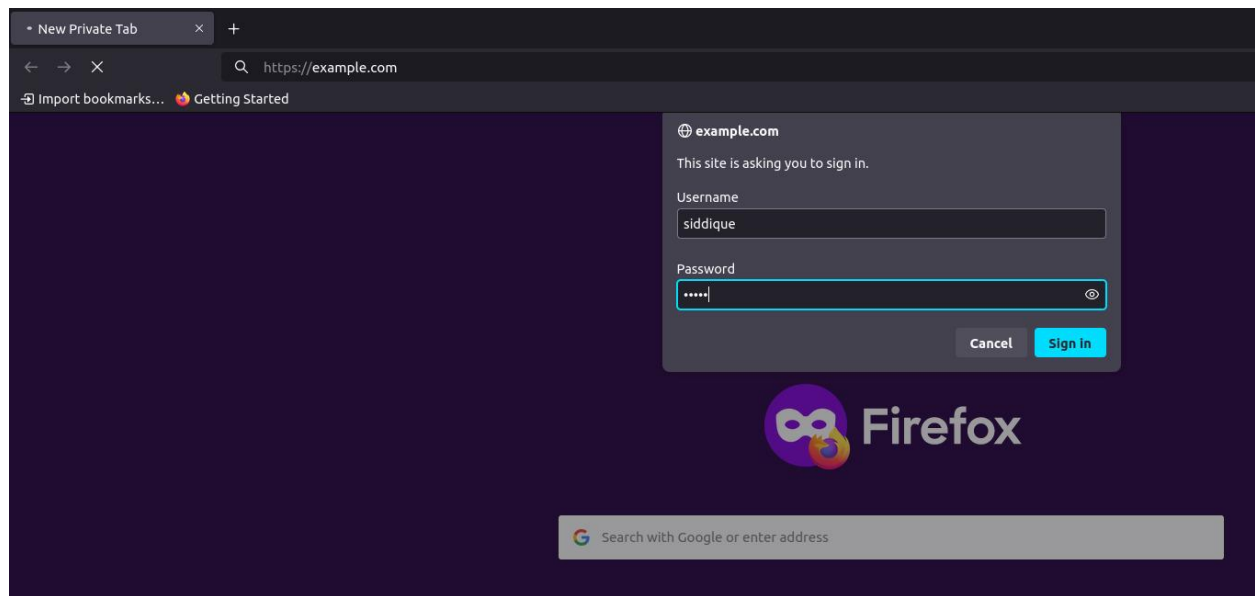 New Private Tab
https://example.com
Import bookmarks... Getting Started
example.com
This site is asking you to sign in.
Username
siddique
Password
•••••
Cancel Sign in
Firefox
Search with Google or enter address